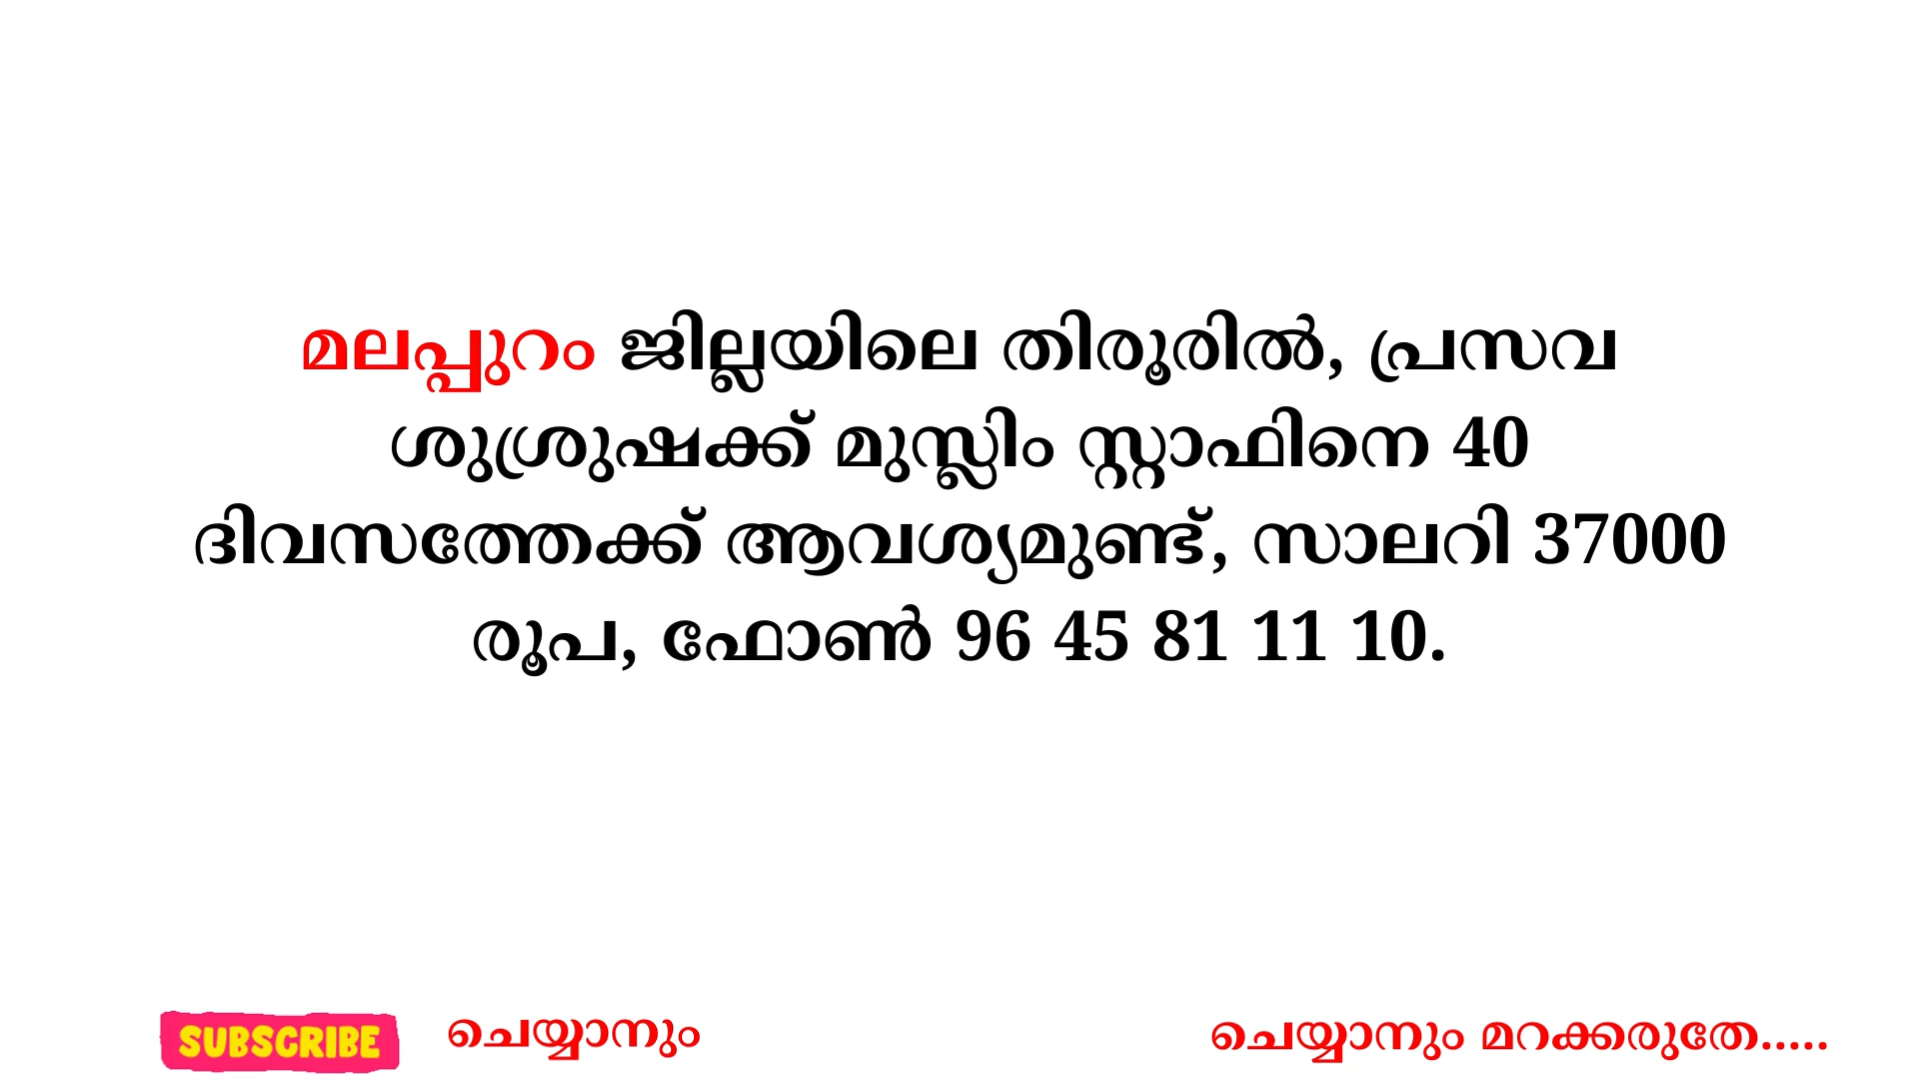 മലപ്പുറം ജില്ലയിലെ തിരൂരിൽ, പ്രസവ
ശുശ്രുഷക്ക് മുസ്ലിം സ്റ്റാഫിനെ 40
ദിവസത്തേക്ക് ആവശ്യമുണ്ട്, സാലറി 37000
രൂപ, ഫോൺ 96 45 81 11 10.
SUBSCRIBE ചെയ്യാനും ചെയ്യാനും മറക്കരുതേ.....